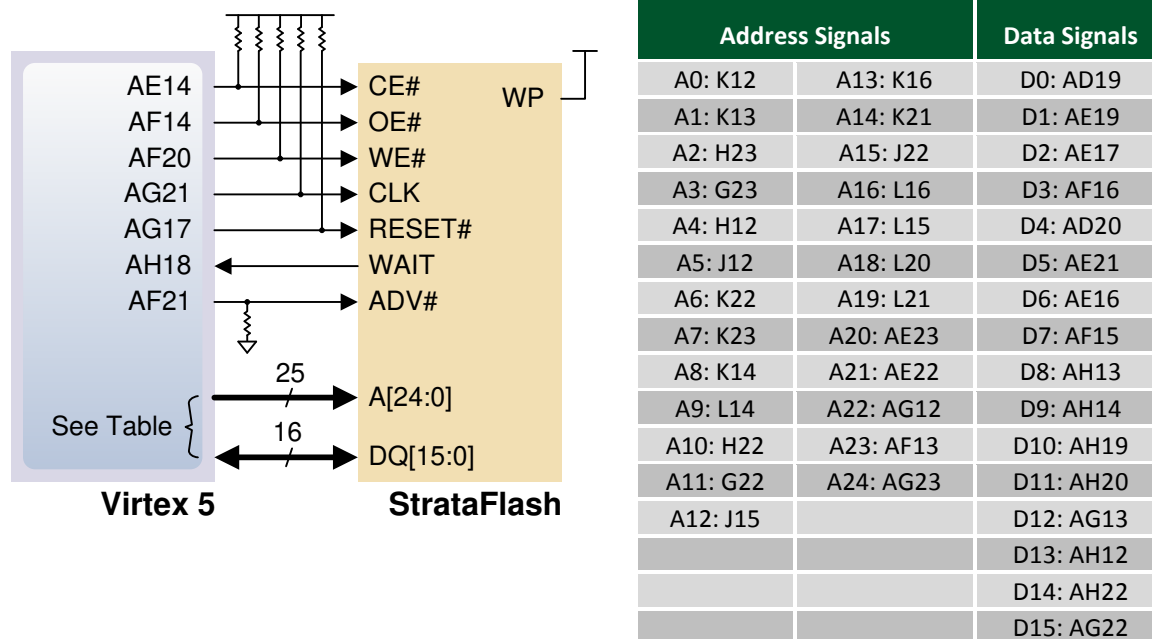 AE14 CE# WP
AF14 OE#
AF20 WE#
AG21 CLK
AG17 RESET#
AH18 WAIT
AF21 ADV#
25
A[24:0]
See Table {
16
DQ[15:0]
Virtex 5 StrataFlash
Address Signals Data Signals
A0: K12 A13: K16 D0: AD19
A1: K13 A14: K21 D1: AE19
A2: H23 A15: J22 D2: AE17
A3: G23 A16: L16 D3: AF16
A4: H12 A17: L15 D4: AD20
A5: J12 A18: L20 D5: AE21
A6: K22 A19: L21 D6: AE16
A7: K23 A20: AE23 D7: AF15
A8: K14 A21: AE22 D8: AH13
A9: L14 A22: AG12 D9: AH14
A10: H22 A23: AF13 D10: AH19
A11: G22 A24: AG23 D11: AH20
A12: J15 D12: AG13
D13: AH12
D14: AH22
D15: AG22